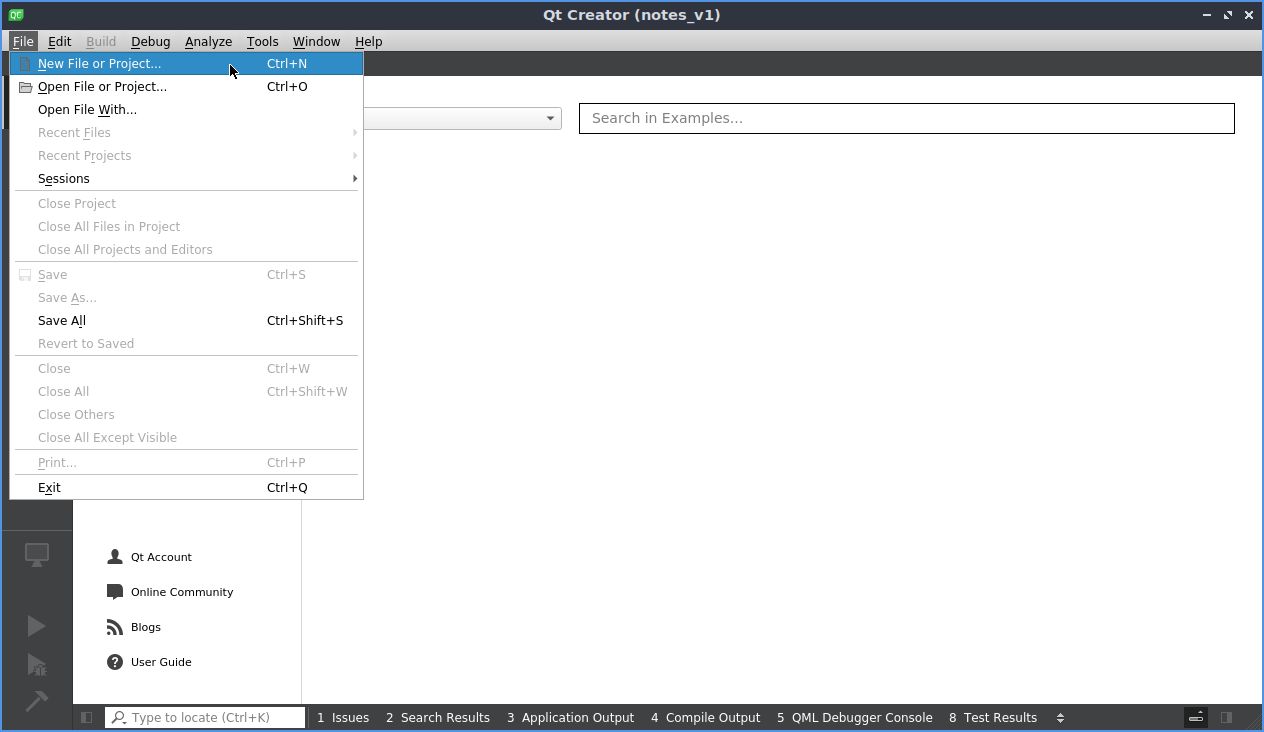 QC
Qt Creator (notes_v1)
File Edit Build Debug Analyze Tools Window Help
New File or Project... Ctrl+N
Open File or Project... Ctrl+O
Search in Examples...
Open File With...
Recent Files
Recent Projects
Sessions
Close Project
Close All Files in Project
Close All Projects and Editors
Save Ctrl+S
Save As...
Save All Ctrl+Shift+S
Revert to Saved
Close Ctrl+W
Close All Ctrl+Shift+W
Close Others
Close All Except Visible
Print... Ctrl+P
Exit Ctrl+Q
Qt Account
Online Community
Blogs
User Guide
Type to locate (Ctrl+K) 1 Issues 2 Search Results 3 Application Output 4 Compile Output 5 QML Debugger Console 8 Test Results